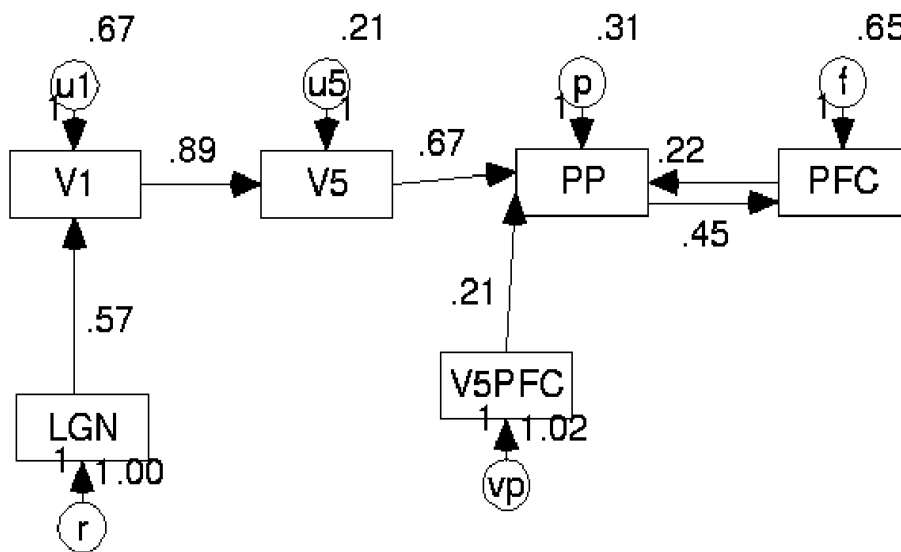 .67 .21 .31 .65
u1 u5 p f
1 1 1 1
.89 .67 .22
V1 V5 PP PFC
.45
.21
.57
V5PFC
1 1.02
LGN
1 1.00
vp
r